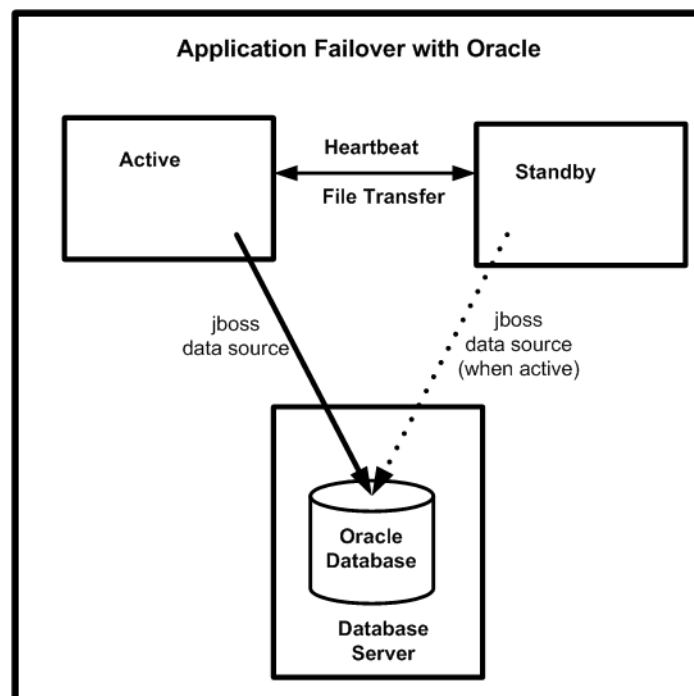 Application Failover with Oracle
Active
Heartbeat
File Transfer
Standby
jboss
data source
jboss
data source
(when active)
Oracle
Database
Database
Server